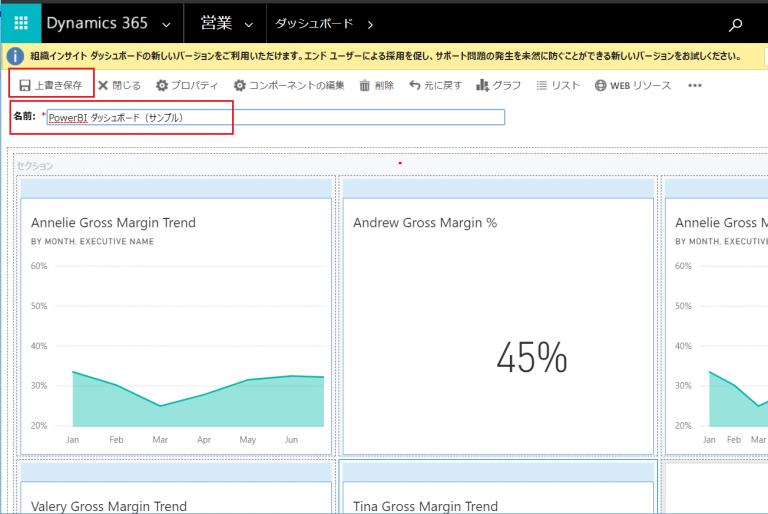 Dynamics 365 営業 ダッシュボード
組織インサイト ダッシュボードの新しいバージョンをご利用いただけます。エンド ユーザーによる採用を促し、サポート問題の発生を未然に防ぐことができる新しいバージョンをお試しください。
上書き保存 閉じる プロパティ コンポーネントの編集 削除 元に戻す グラフ リスト WEB リソース
名前: *PowerBI ダッシュボード（サンプル）
セクション
Annelie Gross Margin Trend
BY MONTH, EXECUTIVE NAME
60%
50%
40%
30%
20%
Jan Feb Mar Apr May Jun
Andrew Gross Margin %
45%
Annelie Gross M
BY MONTH, EXECUTIV
60%
50%
40%
30%
20%
Jan Feb Mar
Valery Gross Margin Trend
Tina Gross Margin Trend